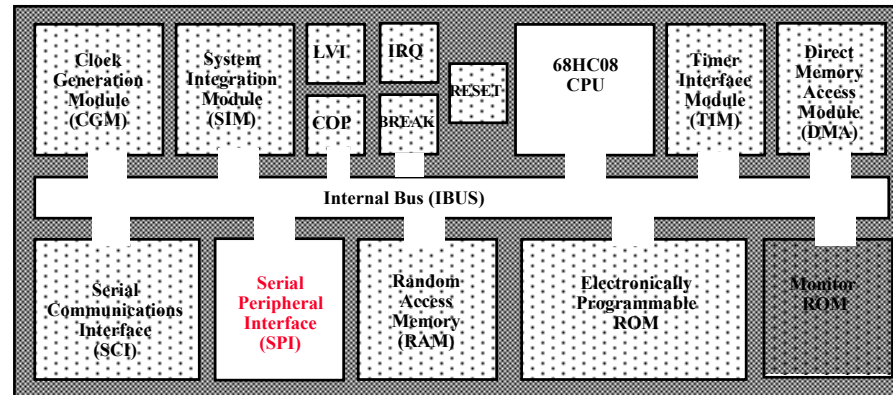 Clock
Generation
Module
(CGM)
System
Integration
Module
(SIM)
LVI
IRQ
COP
BREAK
RESET
68HC08
CPU
Timer
Interface
Module
(TIM)
Direct
Memory
Access
Module
(DMA)
Internal Bus (IBUS)
Serial
Communications
Interface
(SCI)
Serial
Peripheral
Interface
(SPI)
Random
Access
Memory
(RAM)
Electronically
Programmable
ROM
Monitor
ROM